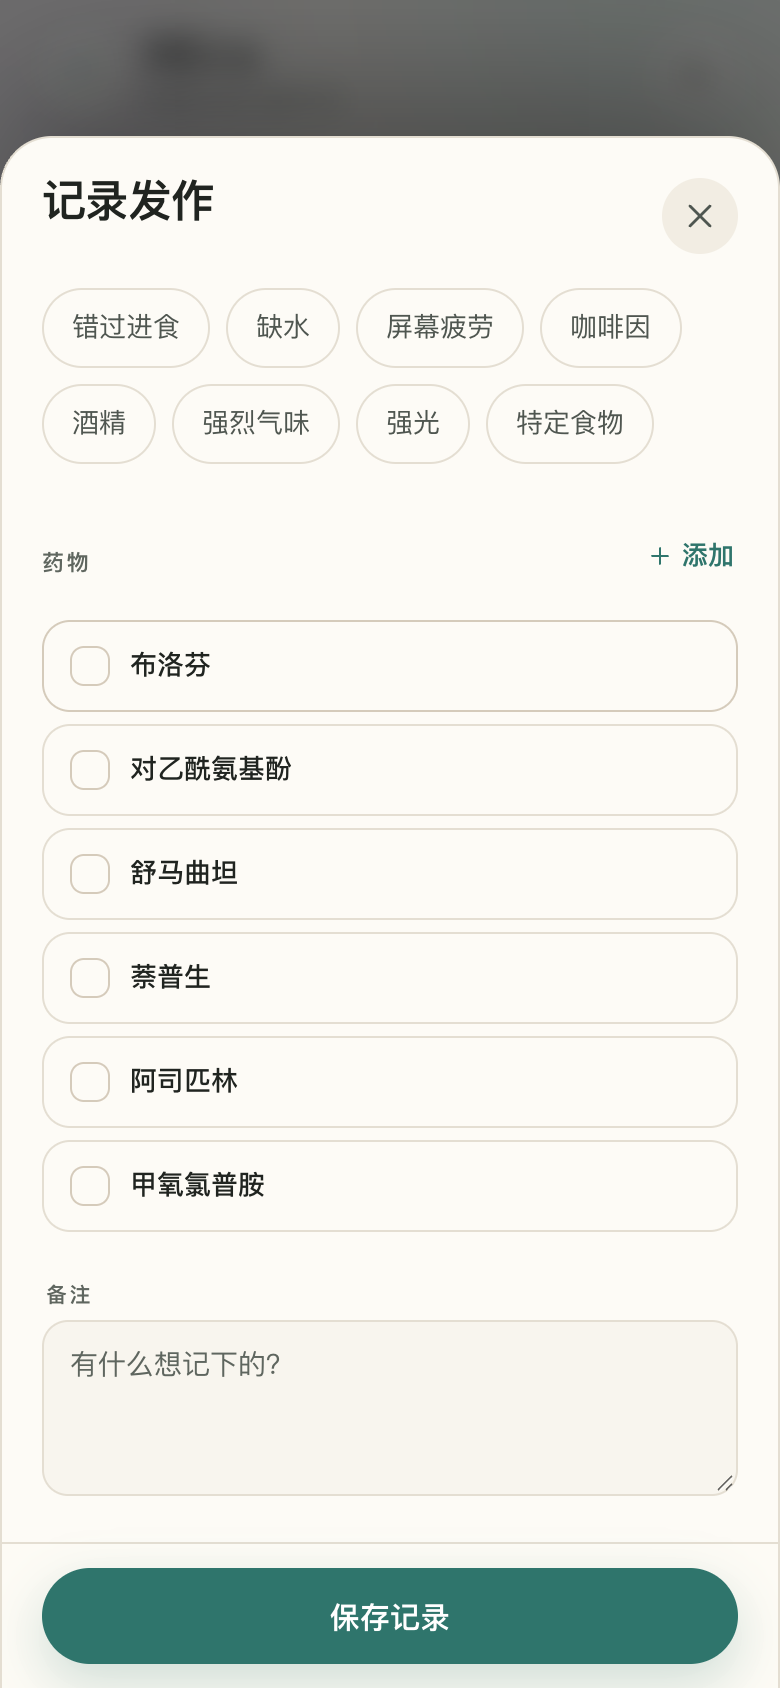 记录发作
错过进食 缺水 屏幕疲劳 咖啡因
酒精 强烈气味 强光 特定食物
药物 + 添加
布洛芬
对乙酰氨基酚
舒马曲坦
萘普生
阿司匹林
甲氧氯普胺
备注
有什么想记下的?
保存记录